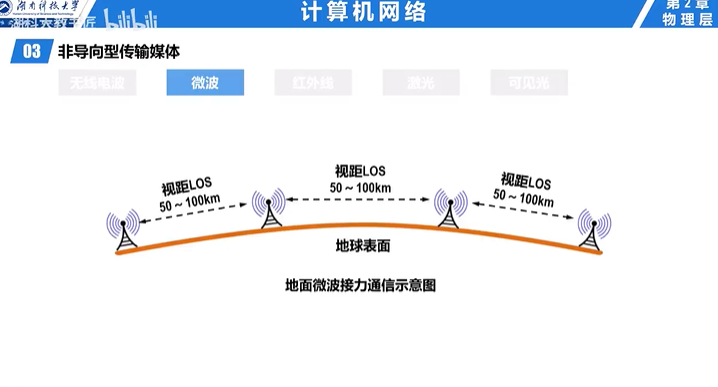 湖南科技大学
计算机网络
第2章
物理层
湖科大教书匠 bilibili
03 非导向型传输媒体
无线电波 微波 红外线 激光 可见光
视距LOS
50～100km
视距LOS
50～100km
视距LOS
50～100km
地球表面
地面微波接力通信示意图